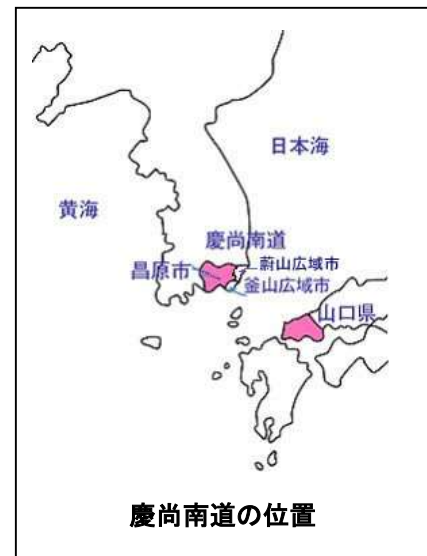 日本海
黄海
慶尚南道
昌原市
蔚山広域市
釜山広域市
山口県
慶尚南道の位置